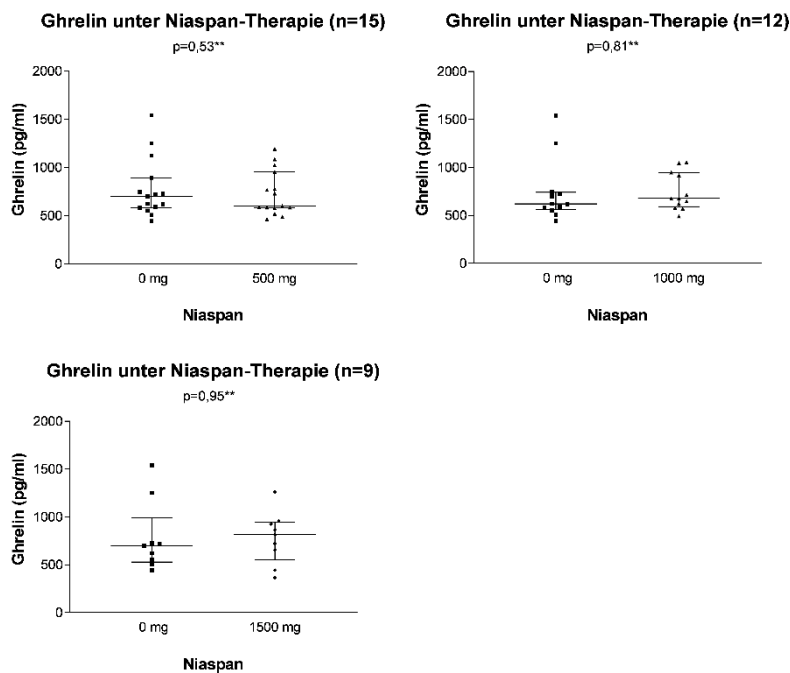 Ghrelin unter Niaspan-Therapie (n=15)
p=0,53**
Ghrelin (pg/ml)
2000
1500
1000
500
0
0 mg
500 mg
Niaspan
Ghrelin unter Niaspan-Therapie (n=12)
p=0,81**
Ghrelin (pg/ml)
2000
1500
1000
500
0
0 mg
1000 mg
Niaspan
Ghrelin unter Niaspan-Therapie (n=9)
p=0,95**
Ghrelin (pg/ml)
2000
1500
1000
500
0
0 mg
1500 mg
Niaspan